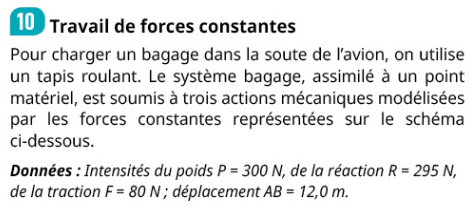 10 Travail de forces constantes
Pour charger un bagage dans la soute de l'avion, on utilise
un tapis roulant. Le système bagage, assimilé à un point
matériel, est soumis à trois actions mécaniques modélisées
par les forces constantes représentées sur le schéma
ci-dessous.
Données : Intensités du poids P = 300 N, de la réaction R = 295 N,
de la traction F = 80 N ; déplacement AB = 12,0 m.